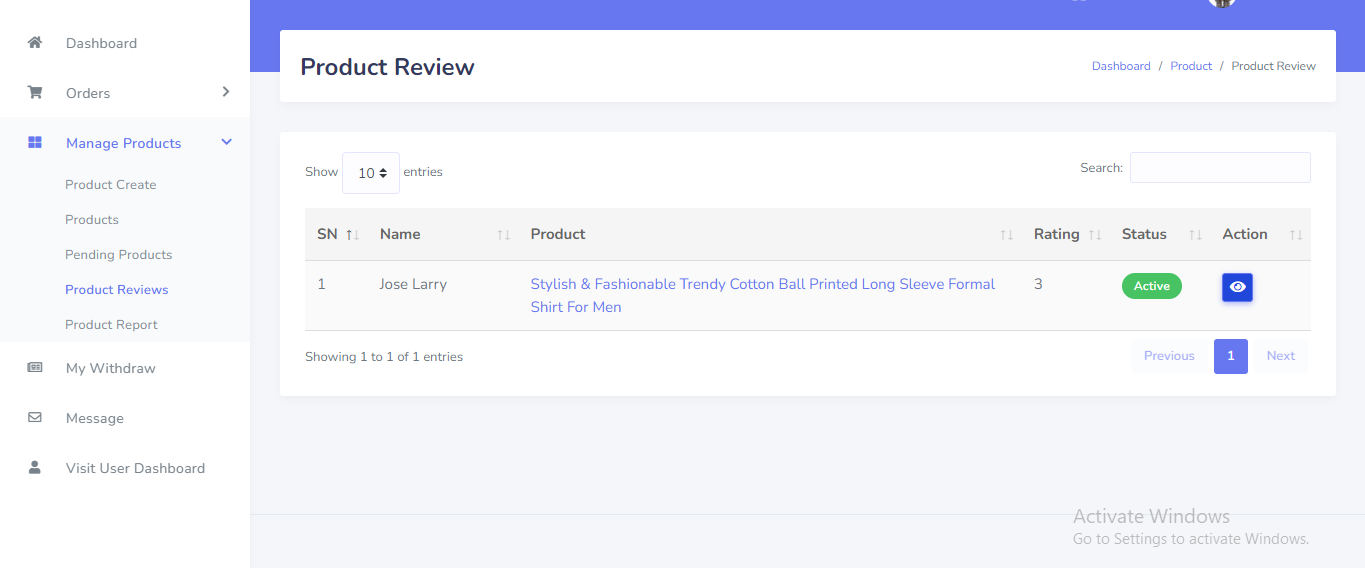 Dashboard
Orders
Manage Products
Product Create
Products
Pending Products
Product Reviews
Product Report
My Withdraw
Message
Visit User Dashboard
Product Review
Dashboard / Product / Product Review
Show 10 entries
Search:
SN Name Product Rating Status Action
1 Jose Larry Stylish & Fashionable Trendy Cotton Ball Printed Long Sleeve Formal 3 Active
Shirt For Men
Showing 1 to 1 of 1 entries
Previous 1 Next
Activate Windows
Go to Settings to activate Windows.